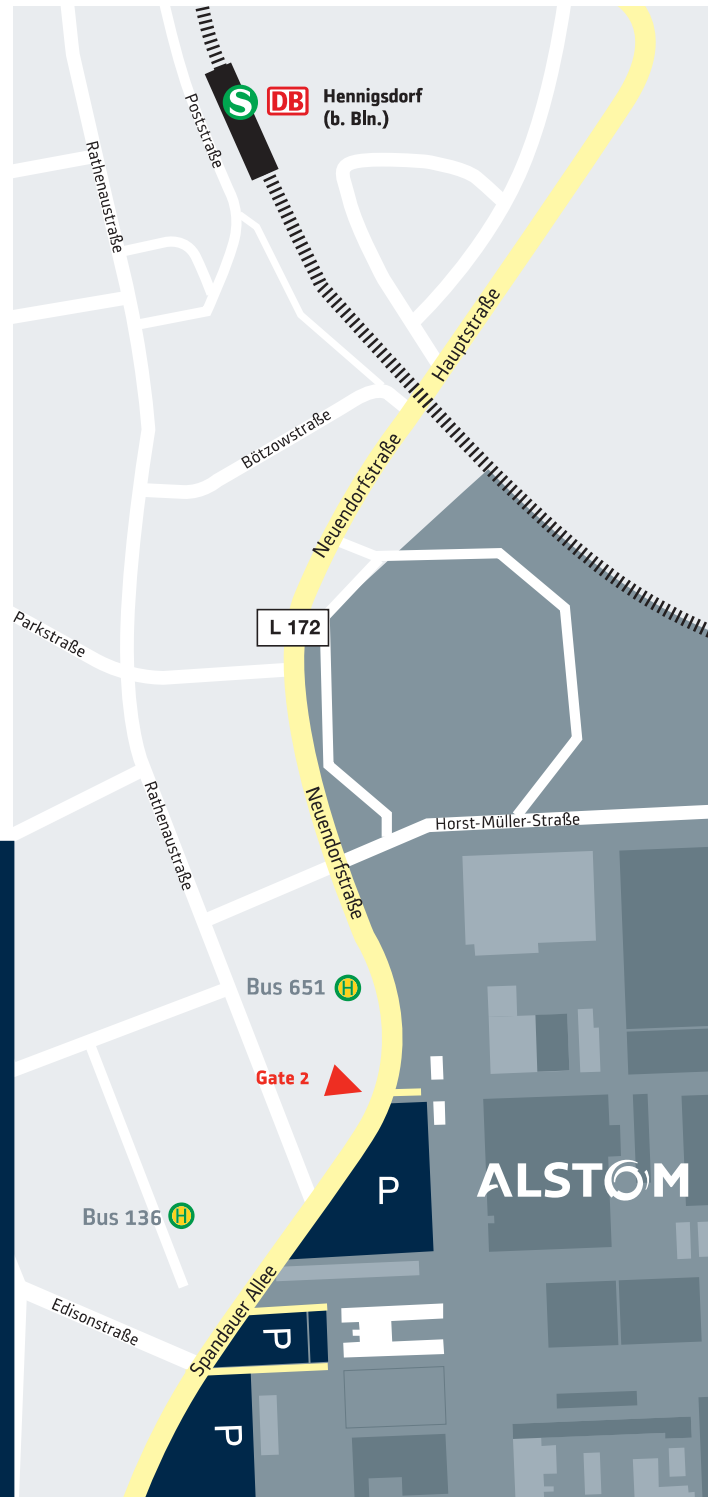 S DB Hennigsdorf
(b. Bln.)
Poststraße
Rathenaustraße
Hauptstraße
Bötzowstraße
Neuendorfstraße
L 172
Parkstraße
Rathenaustraße
Neuendorfstraße
Horst-Müller-Straße
Bus 651 H
Gate 2
P
ALSTOM
Bus 136 H
Spandauer Allee
Edisonstraße
P
P